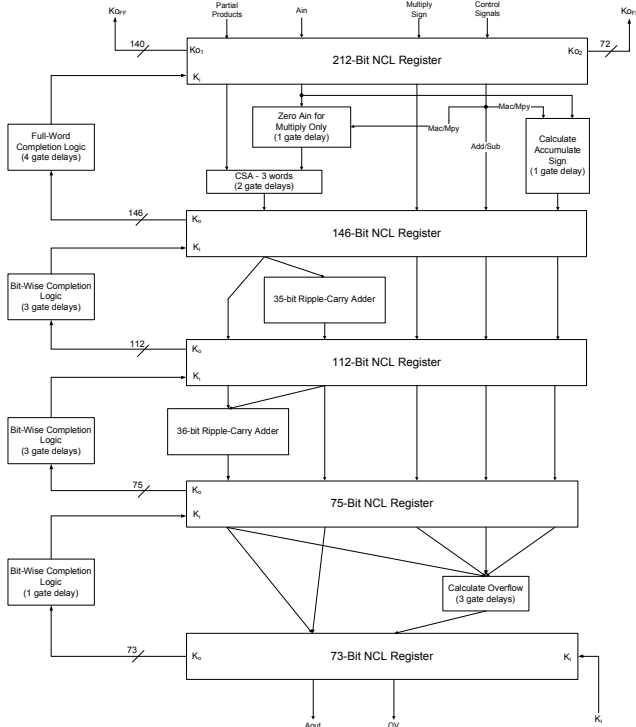 Ko_FF
140
Partial
Products
Ain
Multiply
Sign
Control
Signals
72
Ko_FF
Ko₁
212-Bit NCL Register
Ko₂
Kᵢ
Full-Word
Completion Logic
(4 gate delays)
Zero Ain for
Multiply Only
(1 gate delay)
Mac/Mpy
Mac/Mpy
Add/Sub
Calculate
Accumulate
Sign
(1 gate delay)
CSA - 3 words
(2 gate delays)
146
Kₒ
146-Bit NCL Register
Kᵢ
Bit-Wise Completion
Logic
(3 gate delays)
35-bit Ripple-Carry Adder
112
Kₒ
112-Bit NCL Register
Kᵢ
Bit-Wise Completion
Logic
(3 gate delays)
36-bit Ripple-Carry Adder
75
Kₒ
75-Bit NCL Register
Kᵢ
Bit-Wise Completion
Logic
(1 gate delay)
Calculate Overflow
(3 gate delays)
73
Kₒ
73-Bit NCL Register
Kᵢ
Kᵢ
Aout
OV